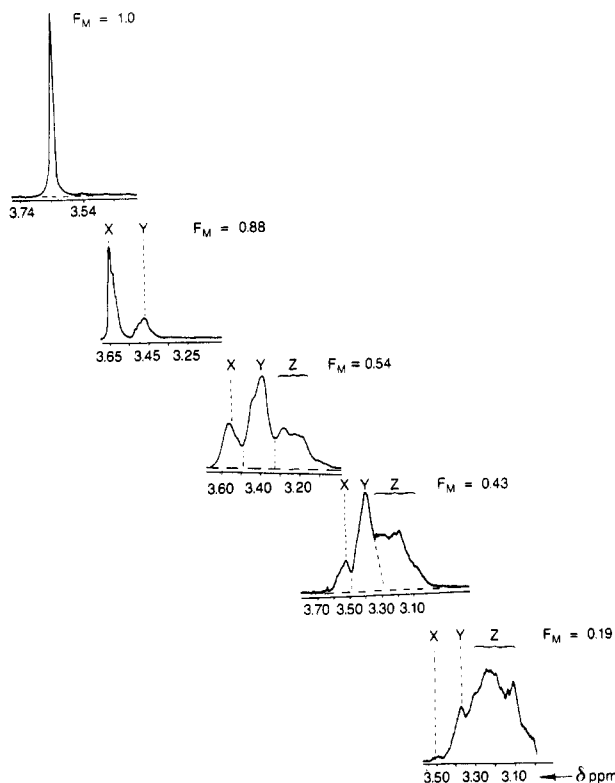 F_M = 1.0
3.74 3.54
X Y F_M = 0.88
3.65 3.45 3.25
X Y Z F_M = 0.54
3.60 3.40 3.20
X Y Z F_M = 0.43
3.70 3.50 3.30 3.10
X Y Z F_M = 0.19
3.50 3.30 3.10 ← δ ppm